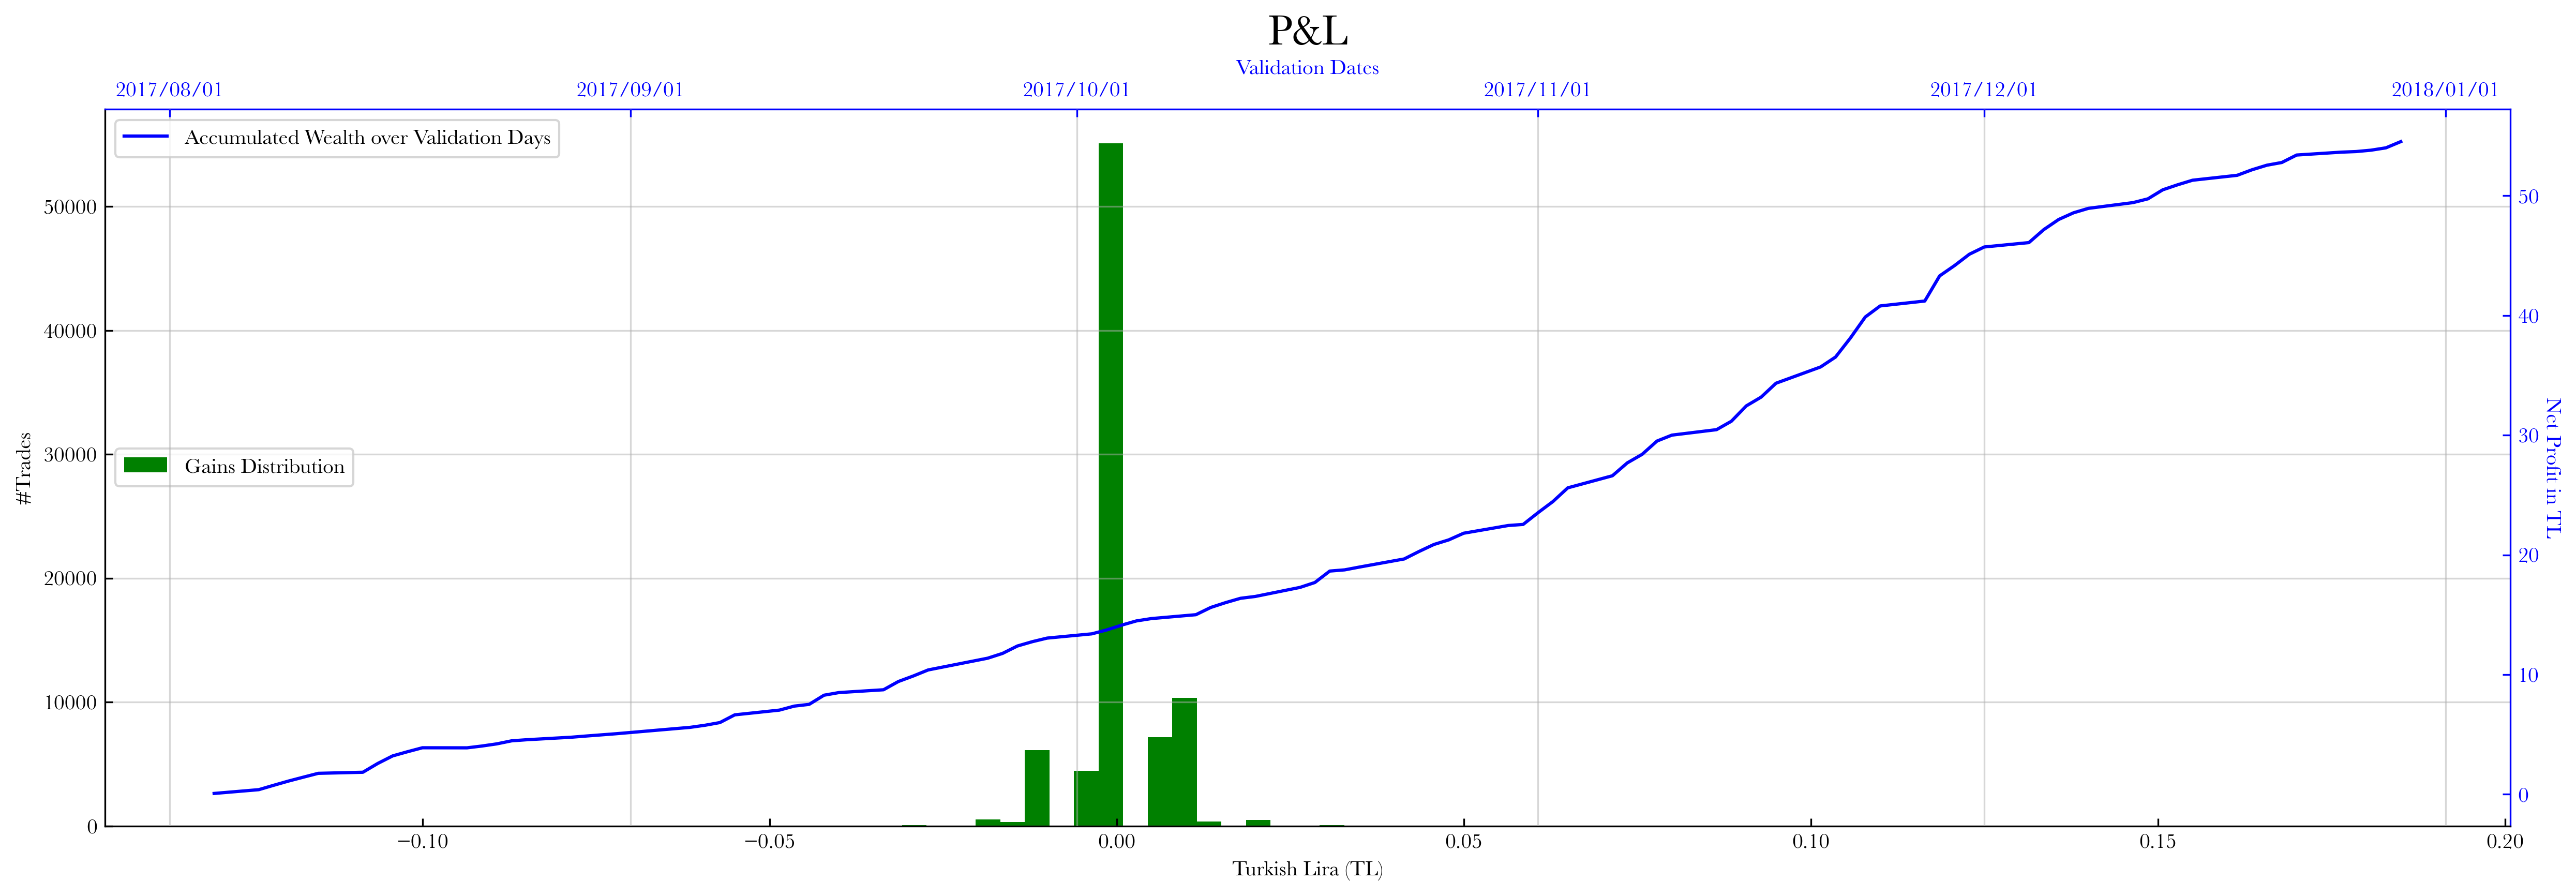 P&L
Validation Dates
2017/08/01 2017/09/01 2017/10/01 2017/11/01 2017/12/01 2018/01/01
Accumulated Wealth over Validation Days
Gains Distribution
#Trades
50000
40000
30000
20000
10000
0
50
40
30
20
10
0
Net Profit in TL
−0.10 −0.05 0.00 0.05 0.10 0.15 0.20
Turkish Lira (TL)